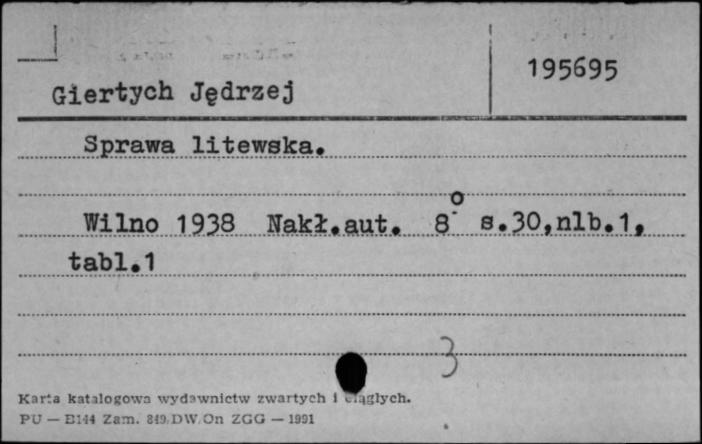 195695
Giertych Jędrzej
Sprawa litewska.
Wilno 1938 Nakł.aut. 8° s.30,nlb.1,
tabl.1
3
Karta katalogowa wydawnictw zwartych i ciągłych.
PU — E144 Zam. 849/DW/On ZGG — 1991